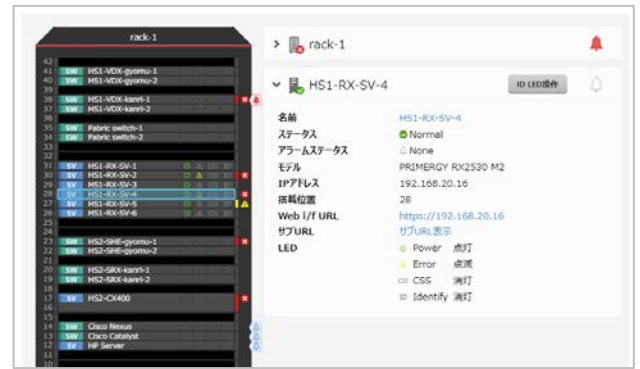 rack-1
42
41 SW HS1-VDX-gyomu-1
40 SW HS1-VDX-gyomu-2
39
38 SW HS1-VDX-kanri-1
37 SW HS1-VDX-kanri-2
36
35 SW Fabric switch-1
34 SW Fabric switch-2
33
32
31 SV HS1-RX-SV-1
30 SV HS1-RX-SV-2
29 SV HS1-RX-SV-3
28 SV HS1-RX-SV-4
27 SV HS1-RX-SV-5
26 SV HS1-RX-SV-6
25
24
23 SW HS2-SHE-gyomu-1
22 SW HS2-SHE-gyomu-2
21
20 SW HS2-SRX-kanri-1
19 SW HS2-SRX-kanri-2
18
17 SV HS2-CX400
16
15
14 SW Cisco Nexus
13 SW Cisco Catalyst
12 SV HP Server
11
10
rack-1
HS1-RX-SV-4 ID LED操作
名前 HS1-RX-SV-4
ステータス Normal
アラームステータス None
モデル PRIMERGY RX2530 M2
IPアドレス 192.168.20.16
搭載位置 28
Web i/f URL https://192.168.20.16
サブURL サブURL表示
LED Power 点灯
Error 点滅
CSS 消灯
ID Identify 消灯